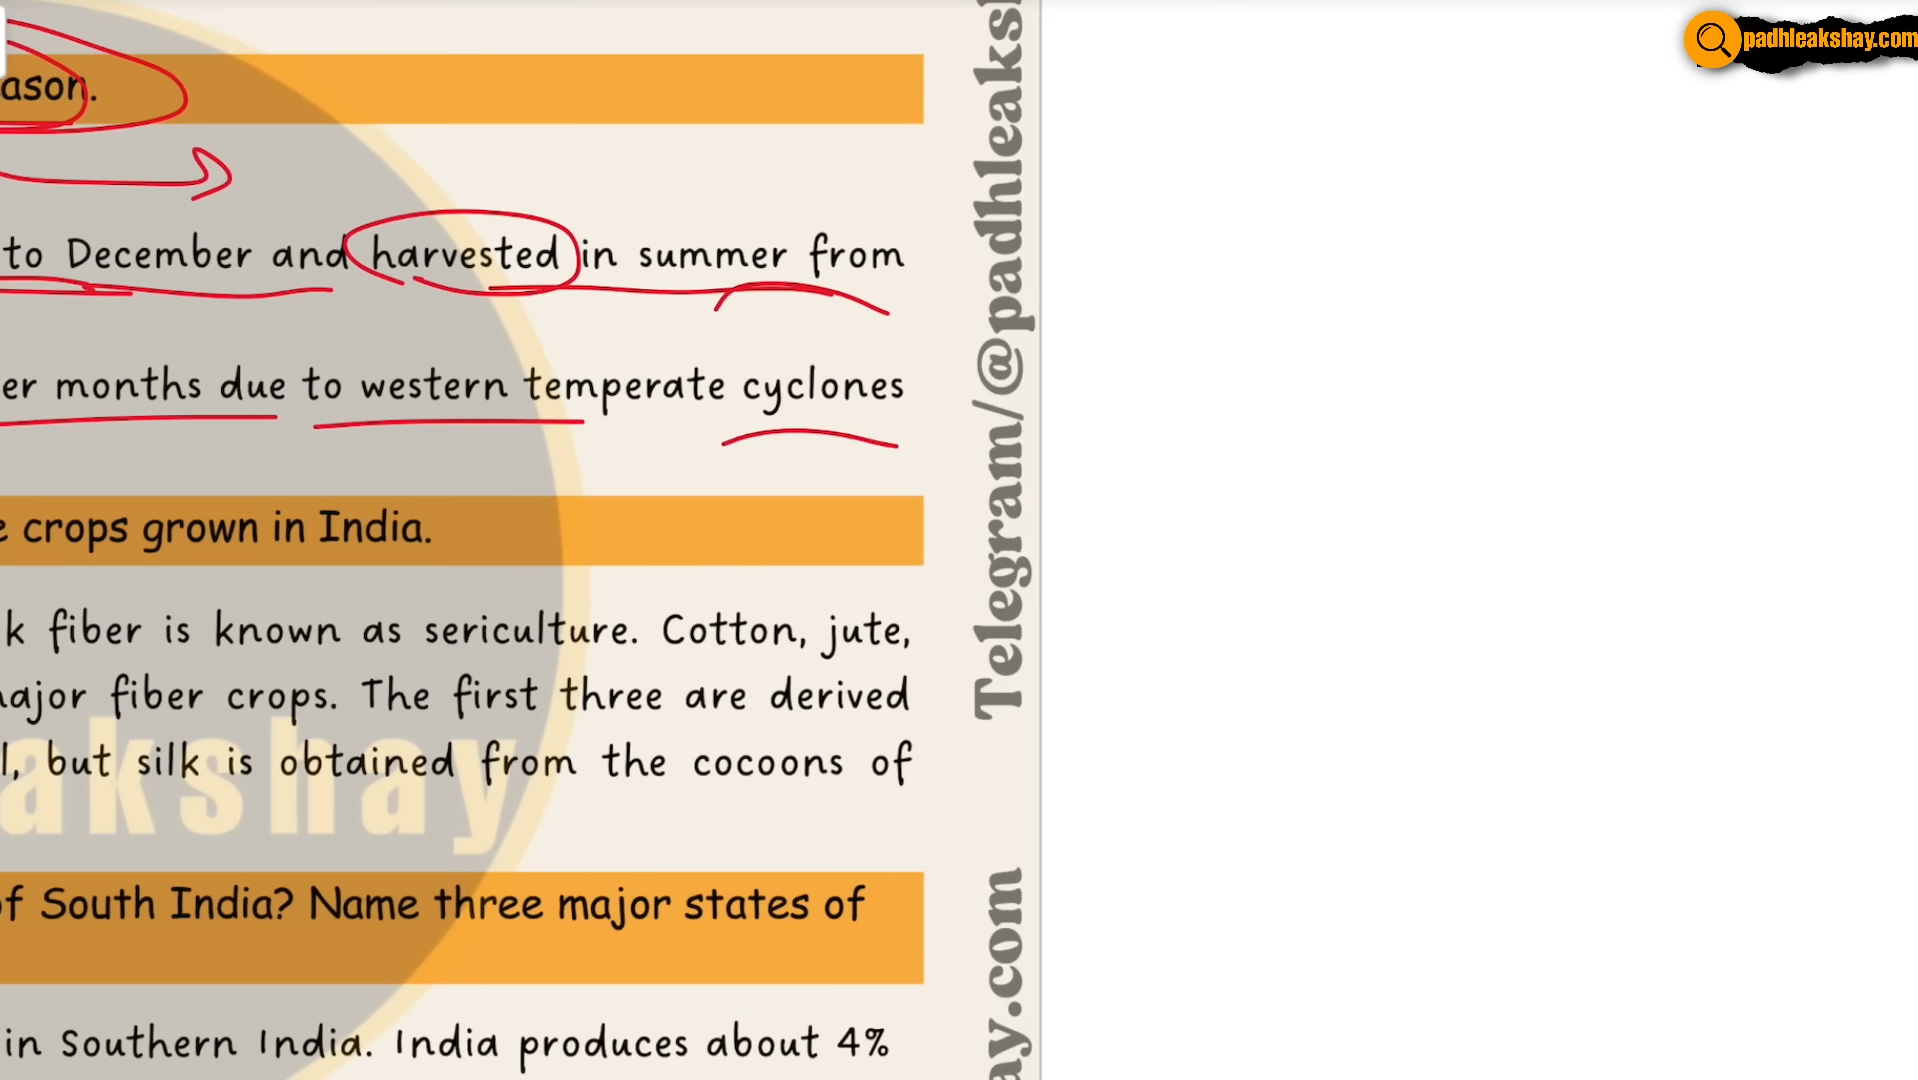 padhleakshay.com
ason.
to December and harvested in summer from
er months due to western temperate cyclones
e crops grown in India.
k fiber is known as sericulture. Cotton, jute,
major fiber crops. The first three are derived
l, but silk is obtained from the cocoons of
akshay
of South India? Name three major states of
in Southern India. India produces about 4%
Telegram/@padhleaksh
ay.com